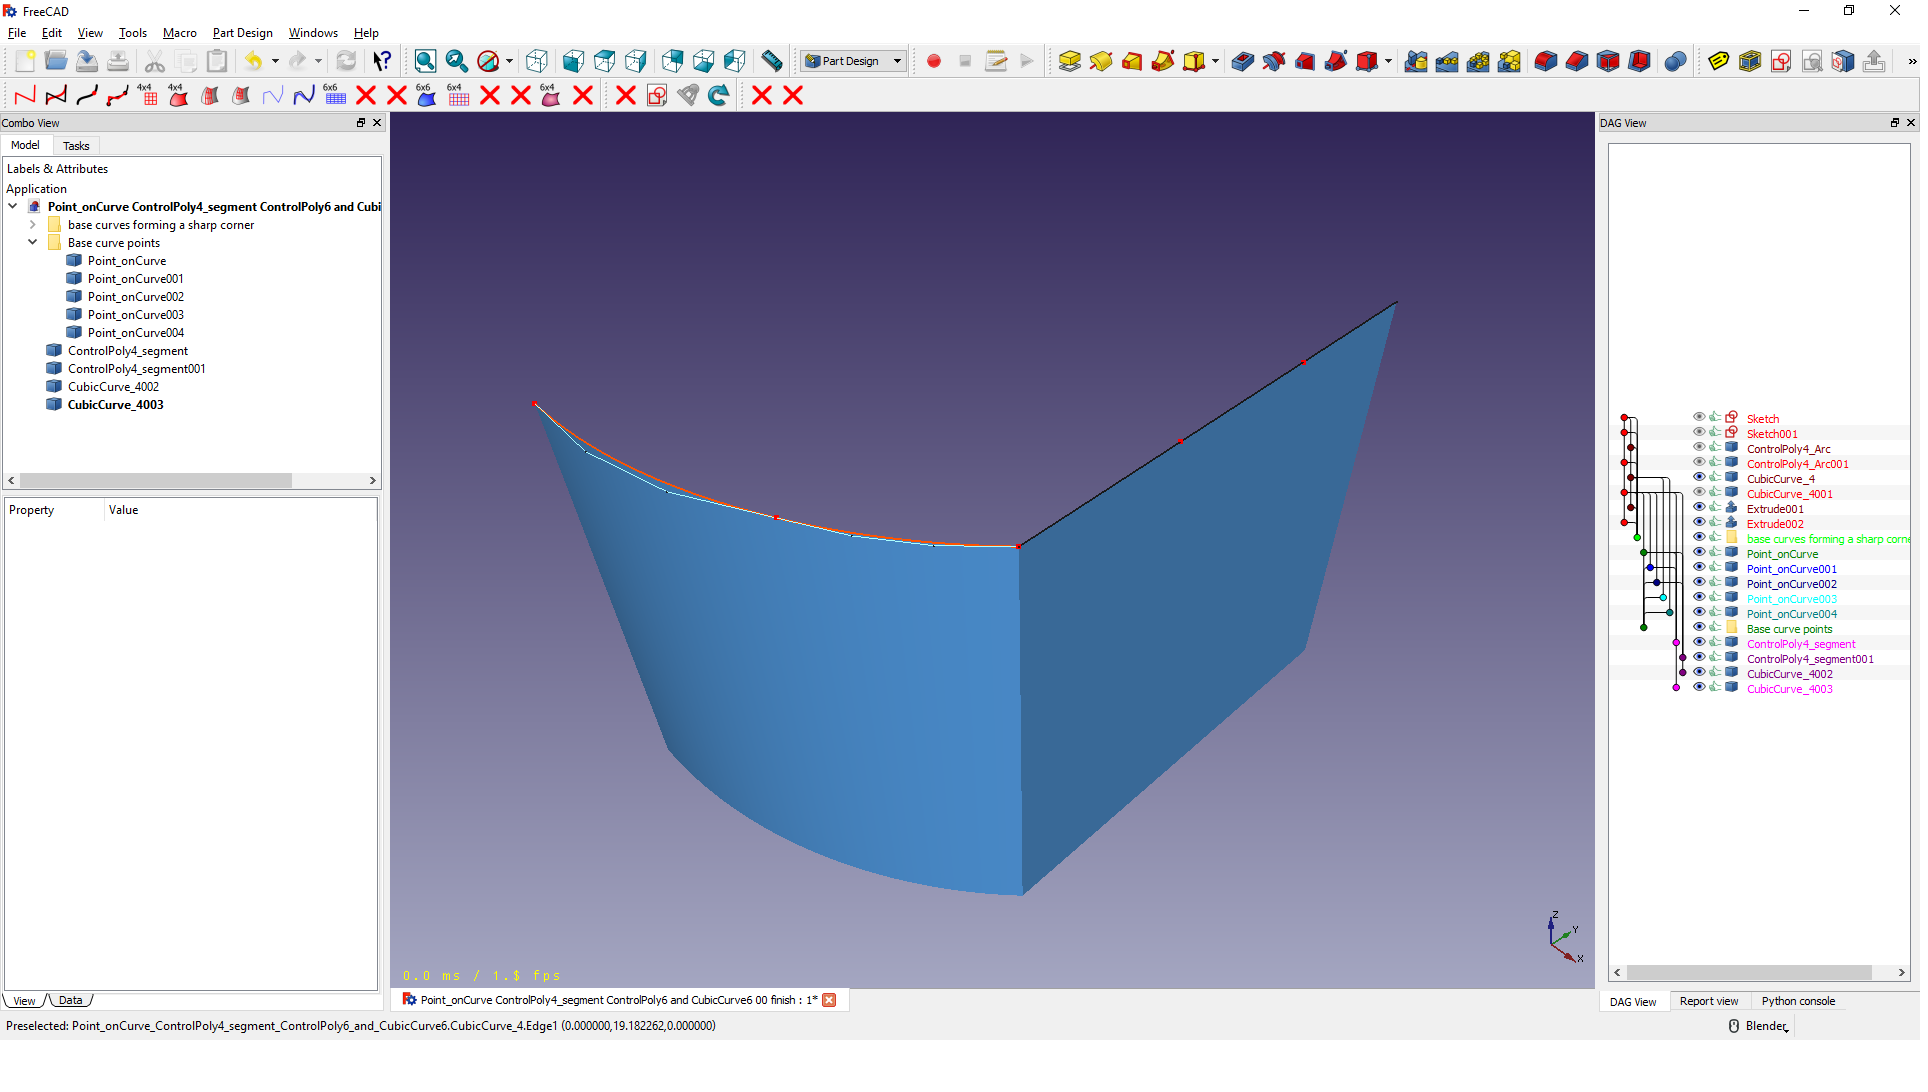 FreeCAD
File Edit View Tools Macro Part Design Windows Help
Part Design
4x4 4x4 6x6 6x6 6x4 6x4
Combo View
Model Tasks
Labels & Attributes
Application
Point_onCurve ControlPoly4_segment ControlPoly6 and Cubi
base curves forming a sharp corner
Base curve points
Point_onCurve
Point_onCurve001
Point_onCurve002
Point_onCurve003
Point_onCurve004
ControlPoly4_segment
ControlPoly4_segment001
CubicCurve_4002
CubicCurve_4003
Property Value
View Data
0.0 ms / 1.$ fps
Z
Y
X
Point_onCurve ControlPoly4_segment ControlPoly6 and CubicCurve6 00 finish : 1*
DAG View
Sketch
Sketch001
ControlPoly4_Arc
ControlPoly4_Arc001
CubicCurve_4
CubicCurve_4001
Extrude001
Extrude002
base curves forming a sharp corne
Point_onCurve
Point_onCurve001
Point_onCurve002
Point_onCurve003
Point_onCurve004
Base curve points
ControlPoly4_segment
ControlPoly4_segment001
CubicCurve_4002
CubicCurve_4003
DAG View Report view Python console
Preselected: Point_onCurve_ControlPoly4_segment_ControlPoly6_and_CubicCurve6.CubicCurve_4.Edge1 (0.000000,19.182262,0.000000)
Blender